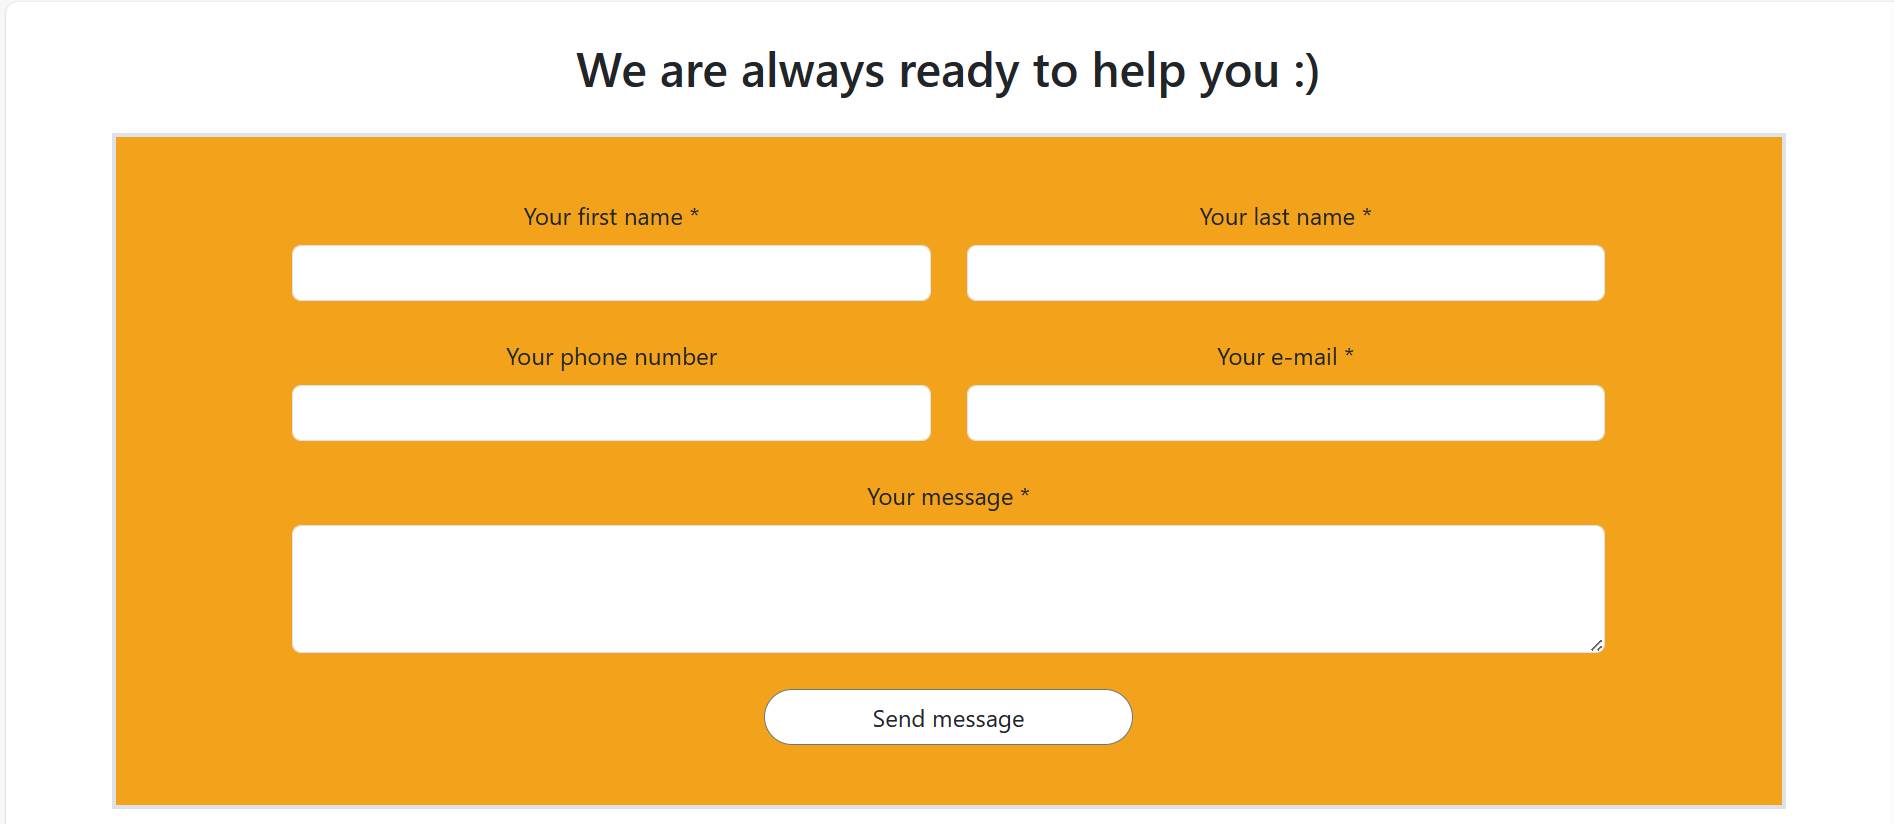 We are always ready to help you :)
Your first name *
Your last name *
Your phone number
Your e-mail *
Your message *
Send message